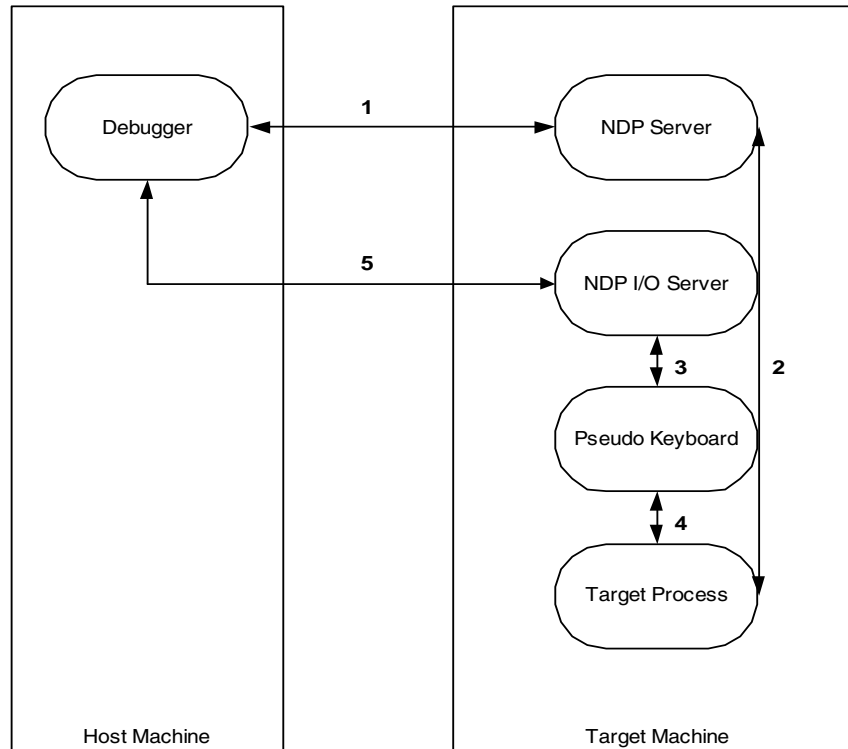 1
Debugger
NDP Server
5
NDP I/O Server
3
2
Pseudo Keyboard
4
Target Process
Host Machine
Target Machine